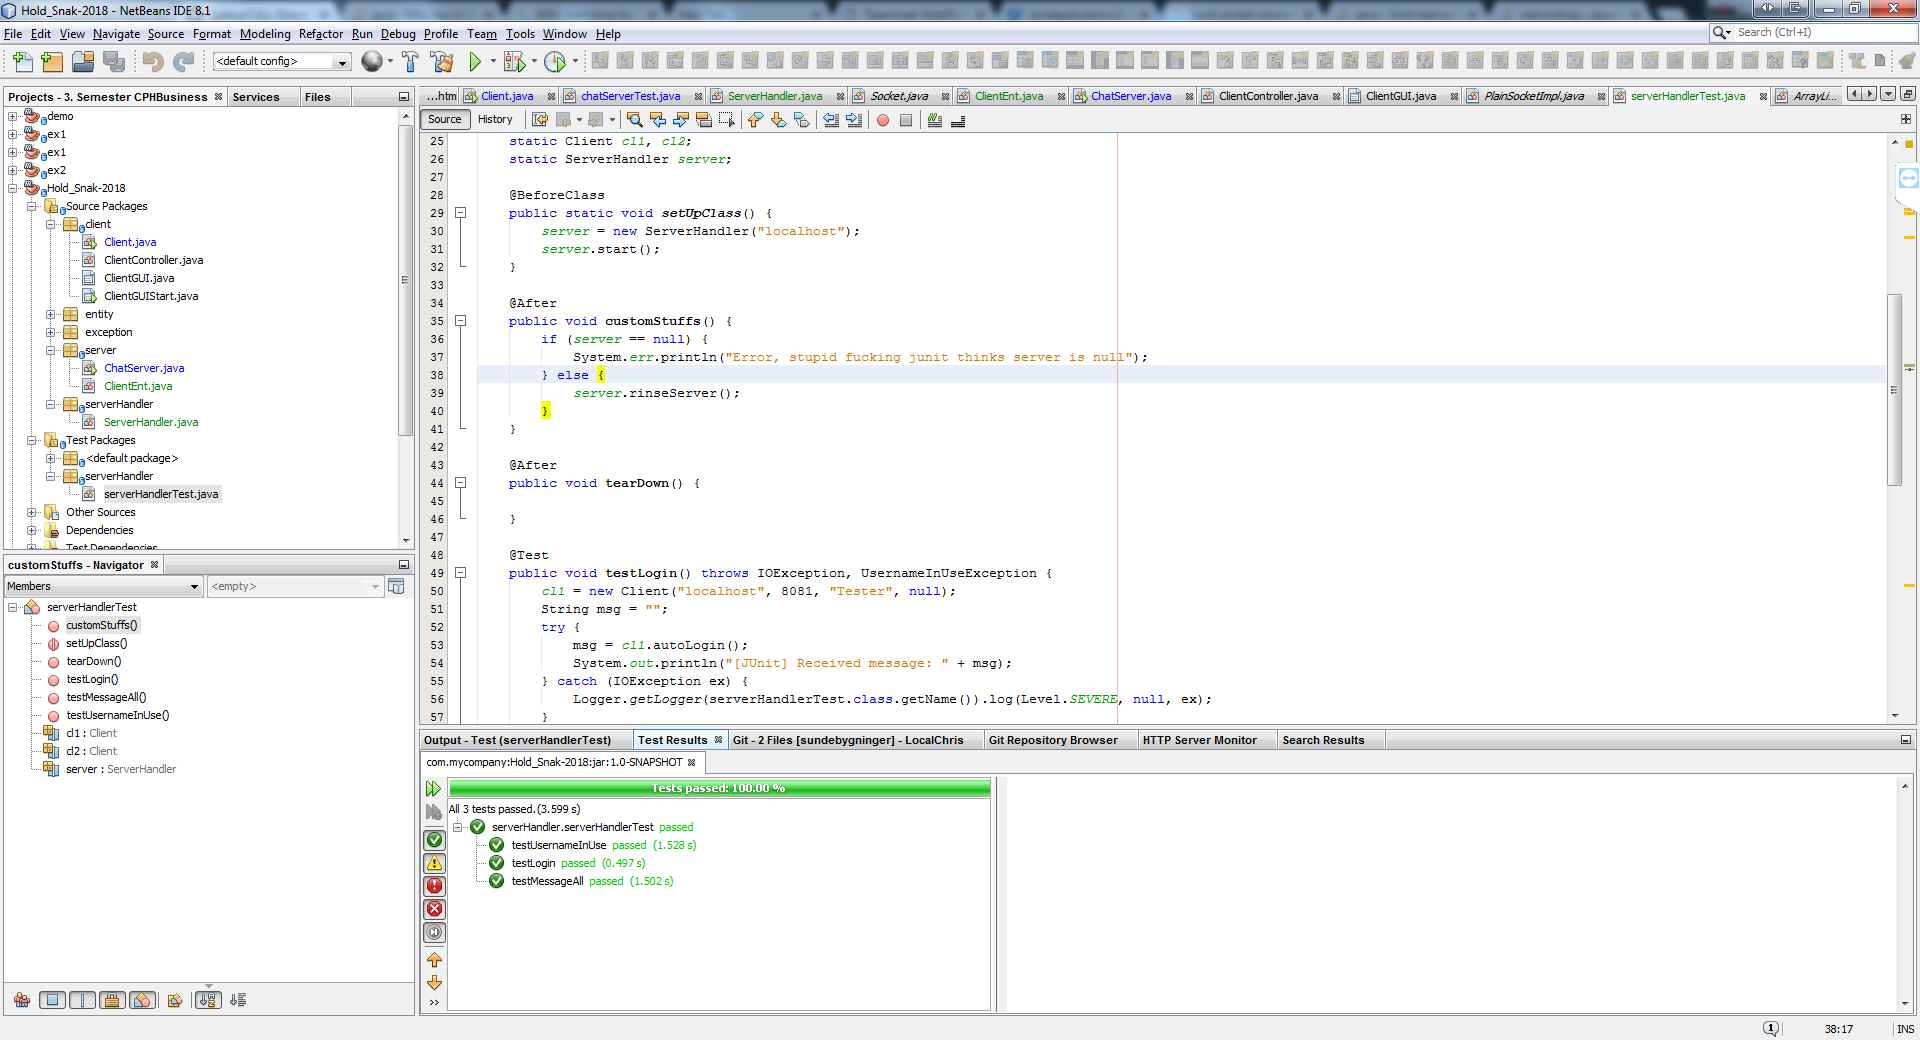 Hold_Snak-2018 - NetBeans IDE 8.1
File Edit View Navigate Source Format Modeling Refactor Run Debug Profile Team Tools Window Help
Search (Ctrl+I)
<default config>
Projects - 3. Semester CPHBusiness
Services
Files
demo
ex1
ex1
ex2
Hold_Snak-2018
Source Packages
client
Client.java
ClientController.java
ClientGUI.java
ClientGUIStart.java
entity
exception
server
ChatServer.java
ClientEnt.java
serverHandler
ServerHandler.java
Test Packages
<default package>
serverHandler
serverHandlerTest.java
Other Sources
Dependencies
Test Dependencies
customStuffs - Navigator
Members
<empty>
serverHandlerTest
customStuffs()
setUpClass()
tearDown()
testLogin()
testMessageAll()
testUsernameInUse()
cl1 : Client
cl2 : Client
server : ServerHandler
...htm Client.java chatServerTest.java ServerHandler.java Socket.java ClientEnt.java ChatServer.java ClientController.java ClientGUI.java PlainSocketImpl.java serverHandlerTest.java ArrayLi...
Source History
25 static Client cl1, cl2;
26 static ServerHandler server;
27
28 @BeforeClass
29 public static void setUpClass() {
30 server = new ServerHandler("localhost");
31 server.start();
32 }
33
34 @After
35 public void customStuffs() {
36 if (server == null) {
37 System.err.println("Error, stupid fucking junit thinks server is null");
38 } else {
39 server.rinseServer();
40 }
41 }
42
43 @After
44 public void tearDown() {
45
46 }
47
48 @Test
49 public void testLogin() throws IOException, UsernameInUseException {
50 cl1 = new Client("localhost", 8081, "Tester", null);
51 String msg = "";
52 try {
53 msg = cl1.autoLogin();
54 System.out.println("[JUnit] Received message: " + msg);
55 } catch (IOException ex) {
56 Logger.getLogger(serverHandlerTest.class.getName()).log(Level.SEVERE, null, ex);
57 }
Output - Test (serverHandlerTest) Test Results Git - 2 Files [sundebygninger] - LocalChris Git Repository Browser HTTP Server Monitor Search Results
com.mycompany:Hold_Snak-2018:jar:1.0-SNAPSHOT
Tests passed: 100.00 %
All 3 tests passed.(3.599 s)
serverHandler.serverHandlerTest passed
testUsernameInUse passed (1.528 s)
testLogin passed (0.497 s)
testMessageAll passed (1.502 s)
>>
1
38:17
INS